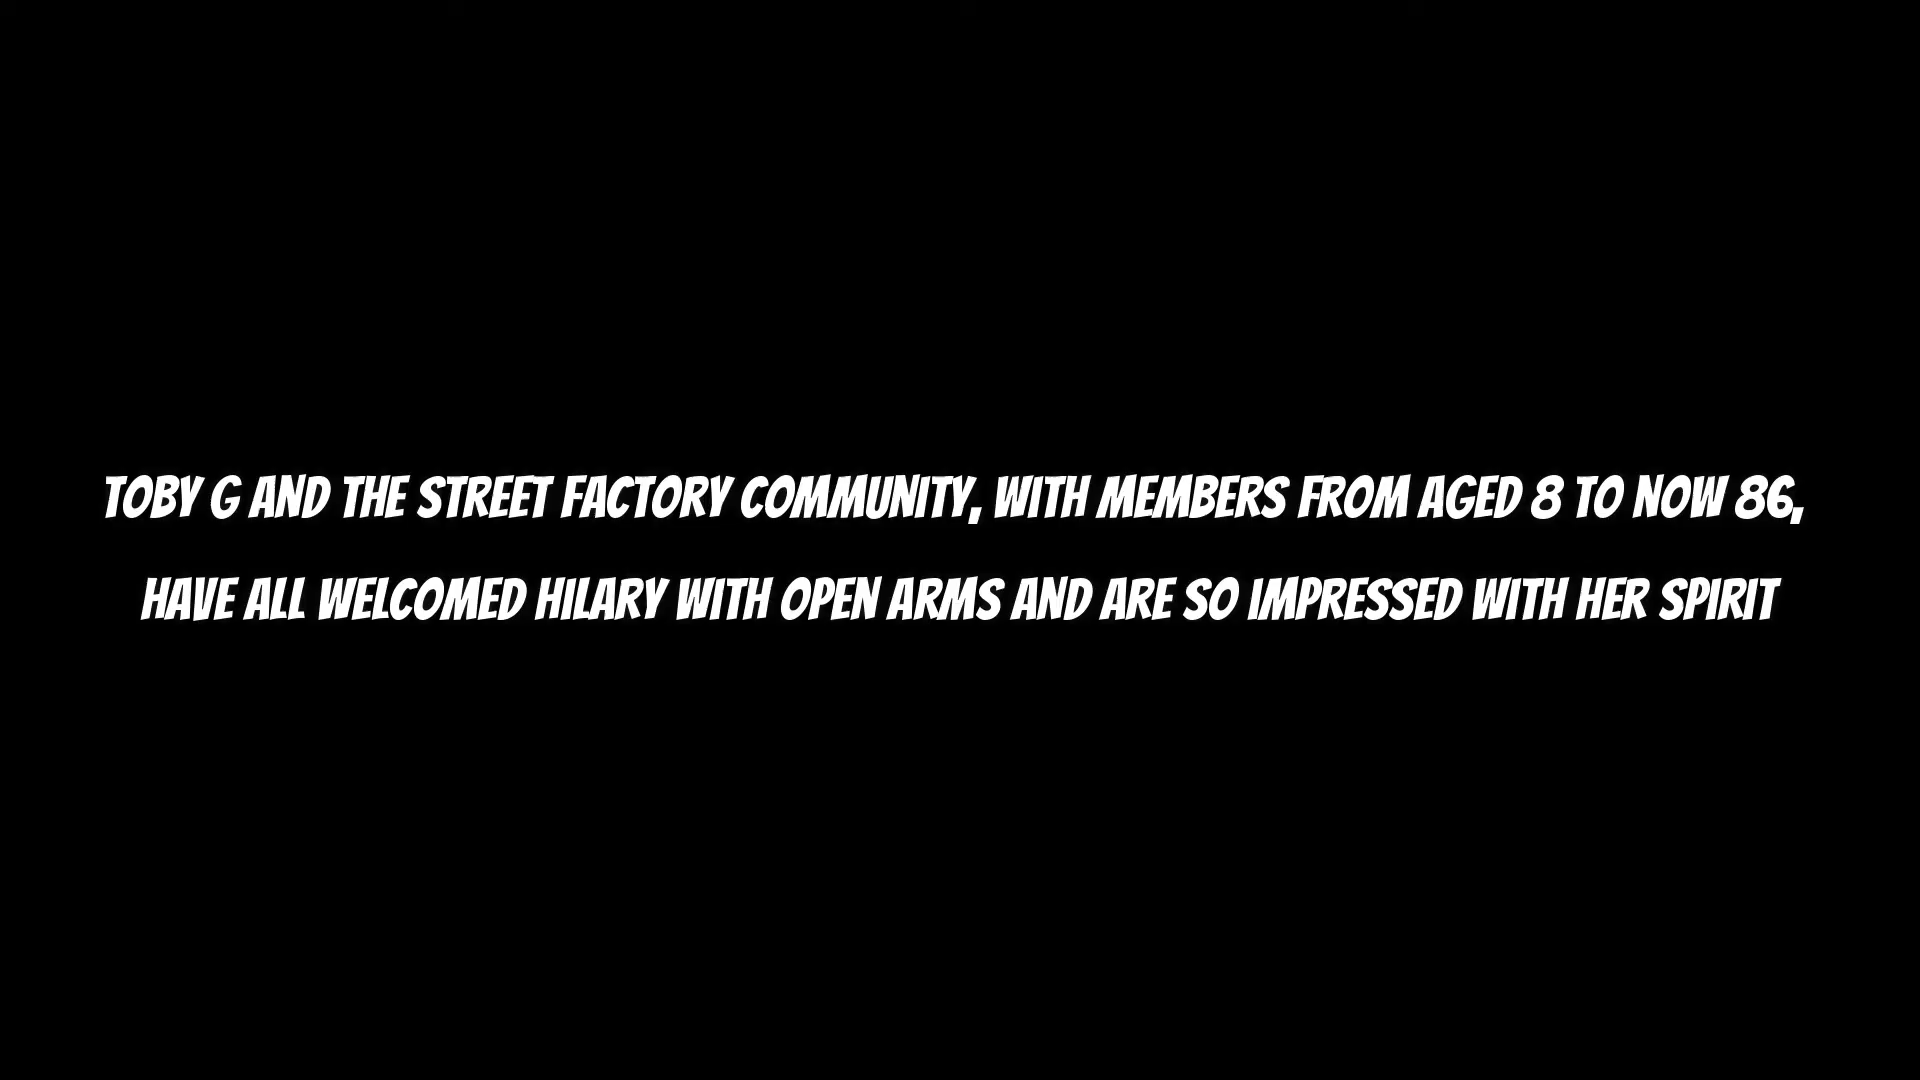 TOBY G AND THE STREET FACTORY COMMUNITY, WITH MEMBERS FROM AGED 8 TO NOW 86,
HAVE ALL WELCOMED HILARY WITH OPEN ARMS AND ARE SO IMPRESSED WITH HER SPIRIT